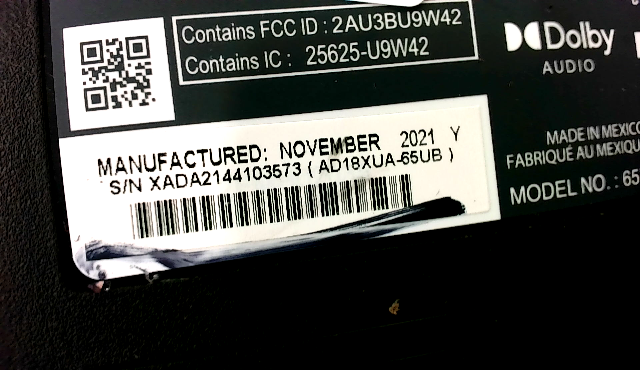 Contains FCC ID : 2AU3BU9W42
Contains IC : 25625-U9W42
Dolby
AUDIO
MANUFACTURED: NOVEMBER 2021 Y
S/N XADA2144103573 ( AD18XUA-65UB )
MADE IN MEXICO
FABRIQUÉ AU MEXIQU
MODEL NO. : 65